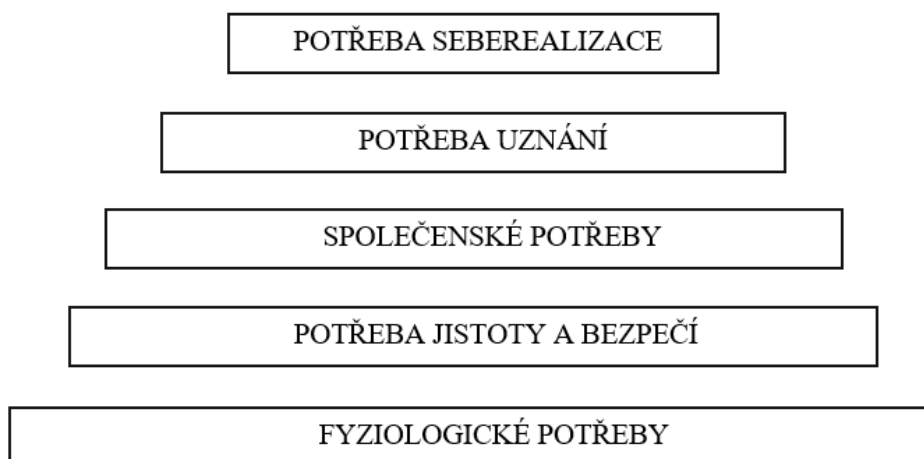 POTŘEBA SEBEREALIZACE
POTŘEBA UZNÁNÍ
SPOLEČENSKÉ POTŘEBY
POTŘEBA JISTOTY A BEZPEČÍ
FYZIOLOGICKÉ POTŘEBY